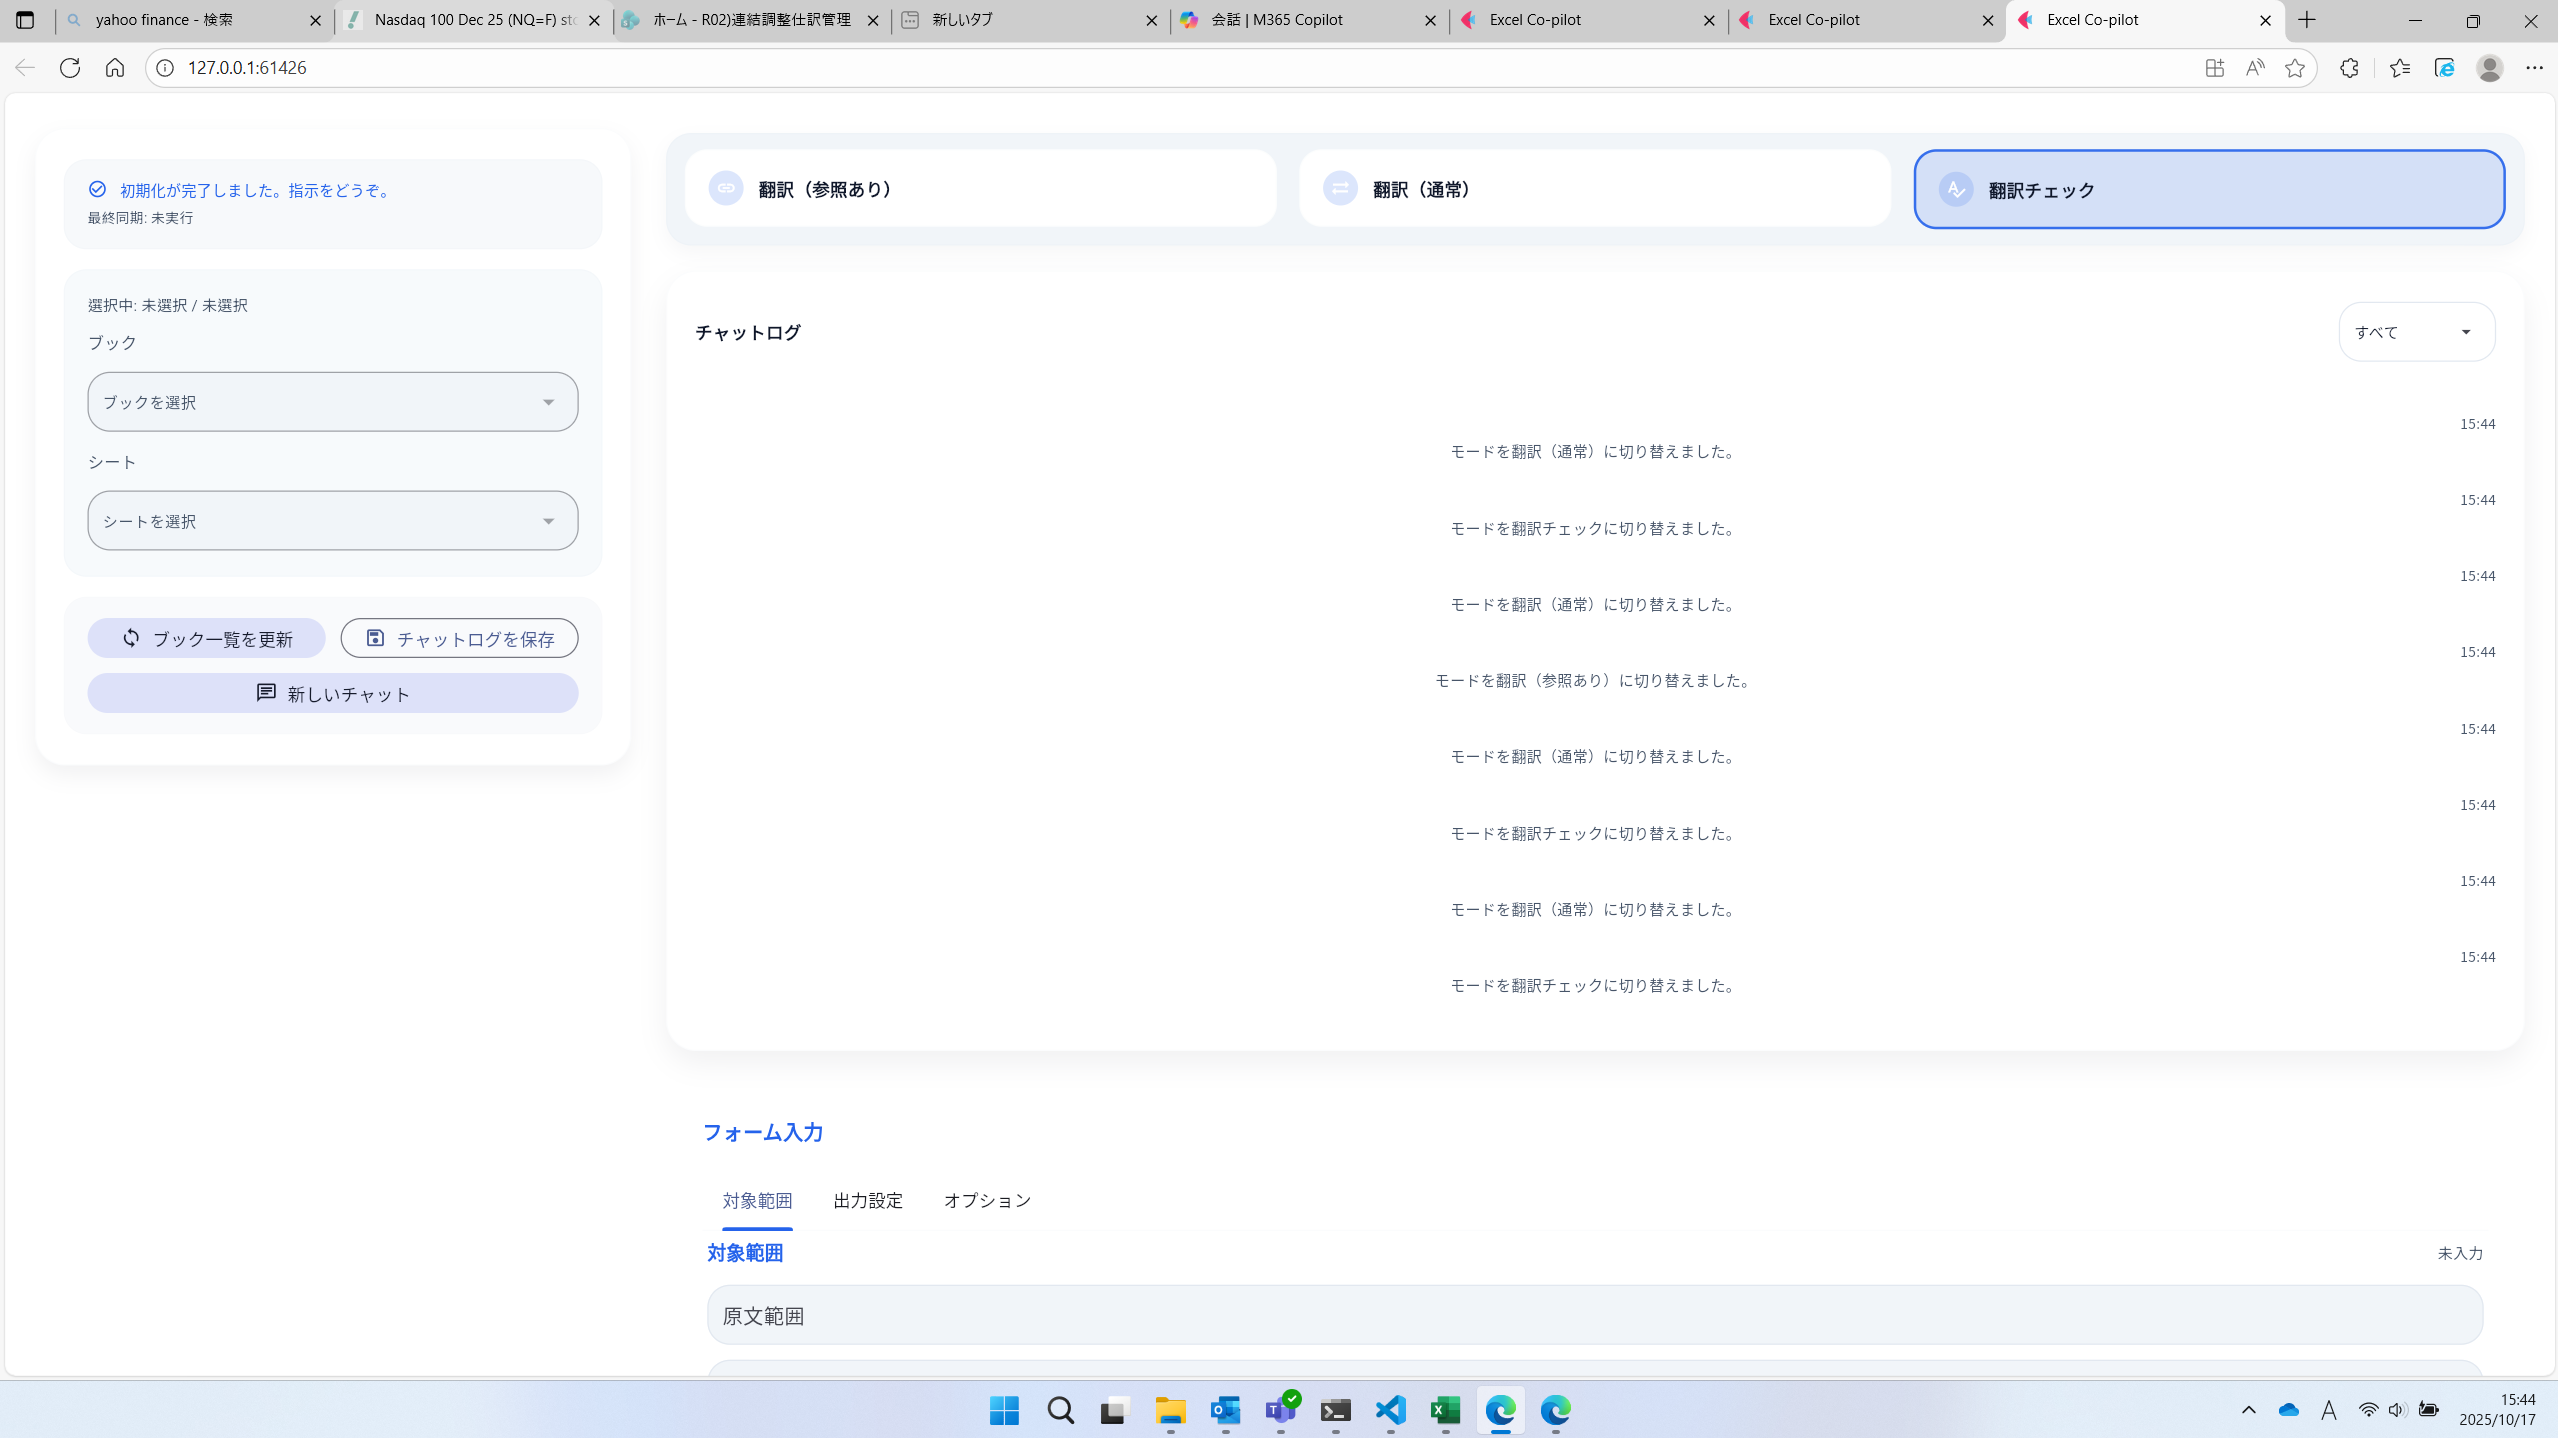 yahoo finance - 検索
Nasdaq 100 Dec 25 (NQ=F) sto
ホーム - R02)連結調整仕訳管理
新しいタブ
会話 | M365 Copilot
Excel Co-pilot
Excel Co-pilot
Excel Co-pilot
127.0.0.1:61426
初期化が完了しました。指示をどうぞ。
最終同期: 未実行
選択中: 未選択 / 未選択
ブック
ブックを選択
シート
シートを選択
ブック一覧を更新
チャットログを保存
新しいチャット
翻訳（参照あり）
翻訳（通常）
翻訳チェック
チャットログ
すべて
15:44
モードを翻訳（通常）に切り替えました。
15:44
モードを翻訳チェックに切り替えました。
15:44
モードを翻訳（通常）に切り替えました。
15:44
モードを翻訳（参照あり）に切り替えました。
15:44
モードを翻訳（通常）に切り替えました。
15:44
モードを翻訳チェックに切り替えました。
15:44
モードを翻訳（通常）に切り替えました。
15:44
モードを翻訳チェックに切り替えました。
フォーム入力
対象範囲
出力設定
オプション
対象範囲
未入力
原文範囲
A
15:44
2025/10/17